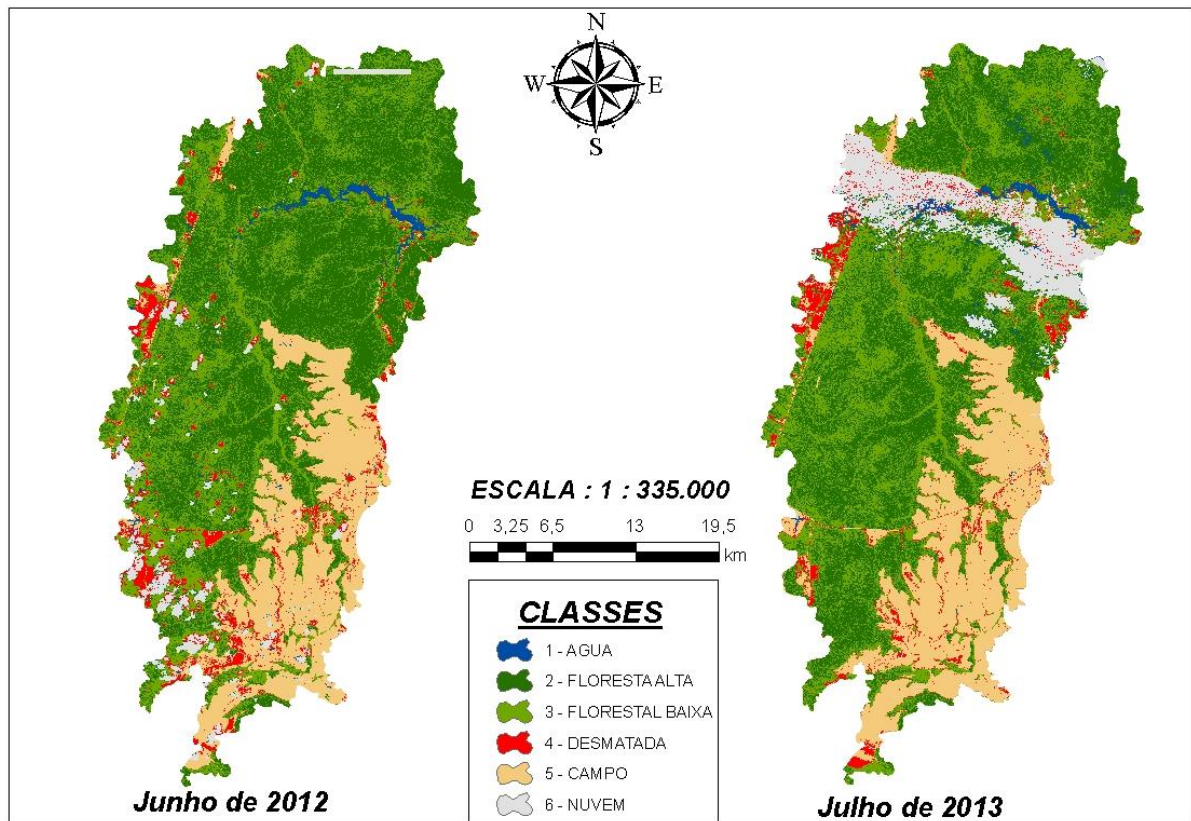 N
W E
S
ESCALA : 1 : 335.000
0 3,25 6,5 13 19,5
km
CLASSES
1 - AGUA
2 - FLORESTA ALTA
3 - FLORESTAL BAIXA
4 - DESMATADA
5 - CAMPO
6 - NUVEM
Junho de 2012
Julho de 2013